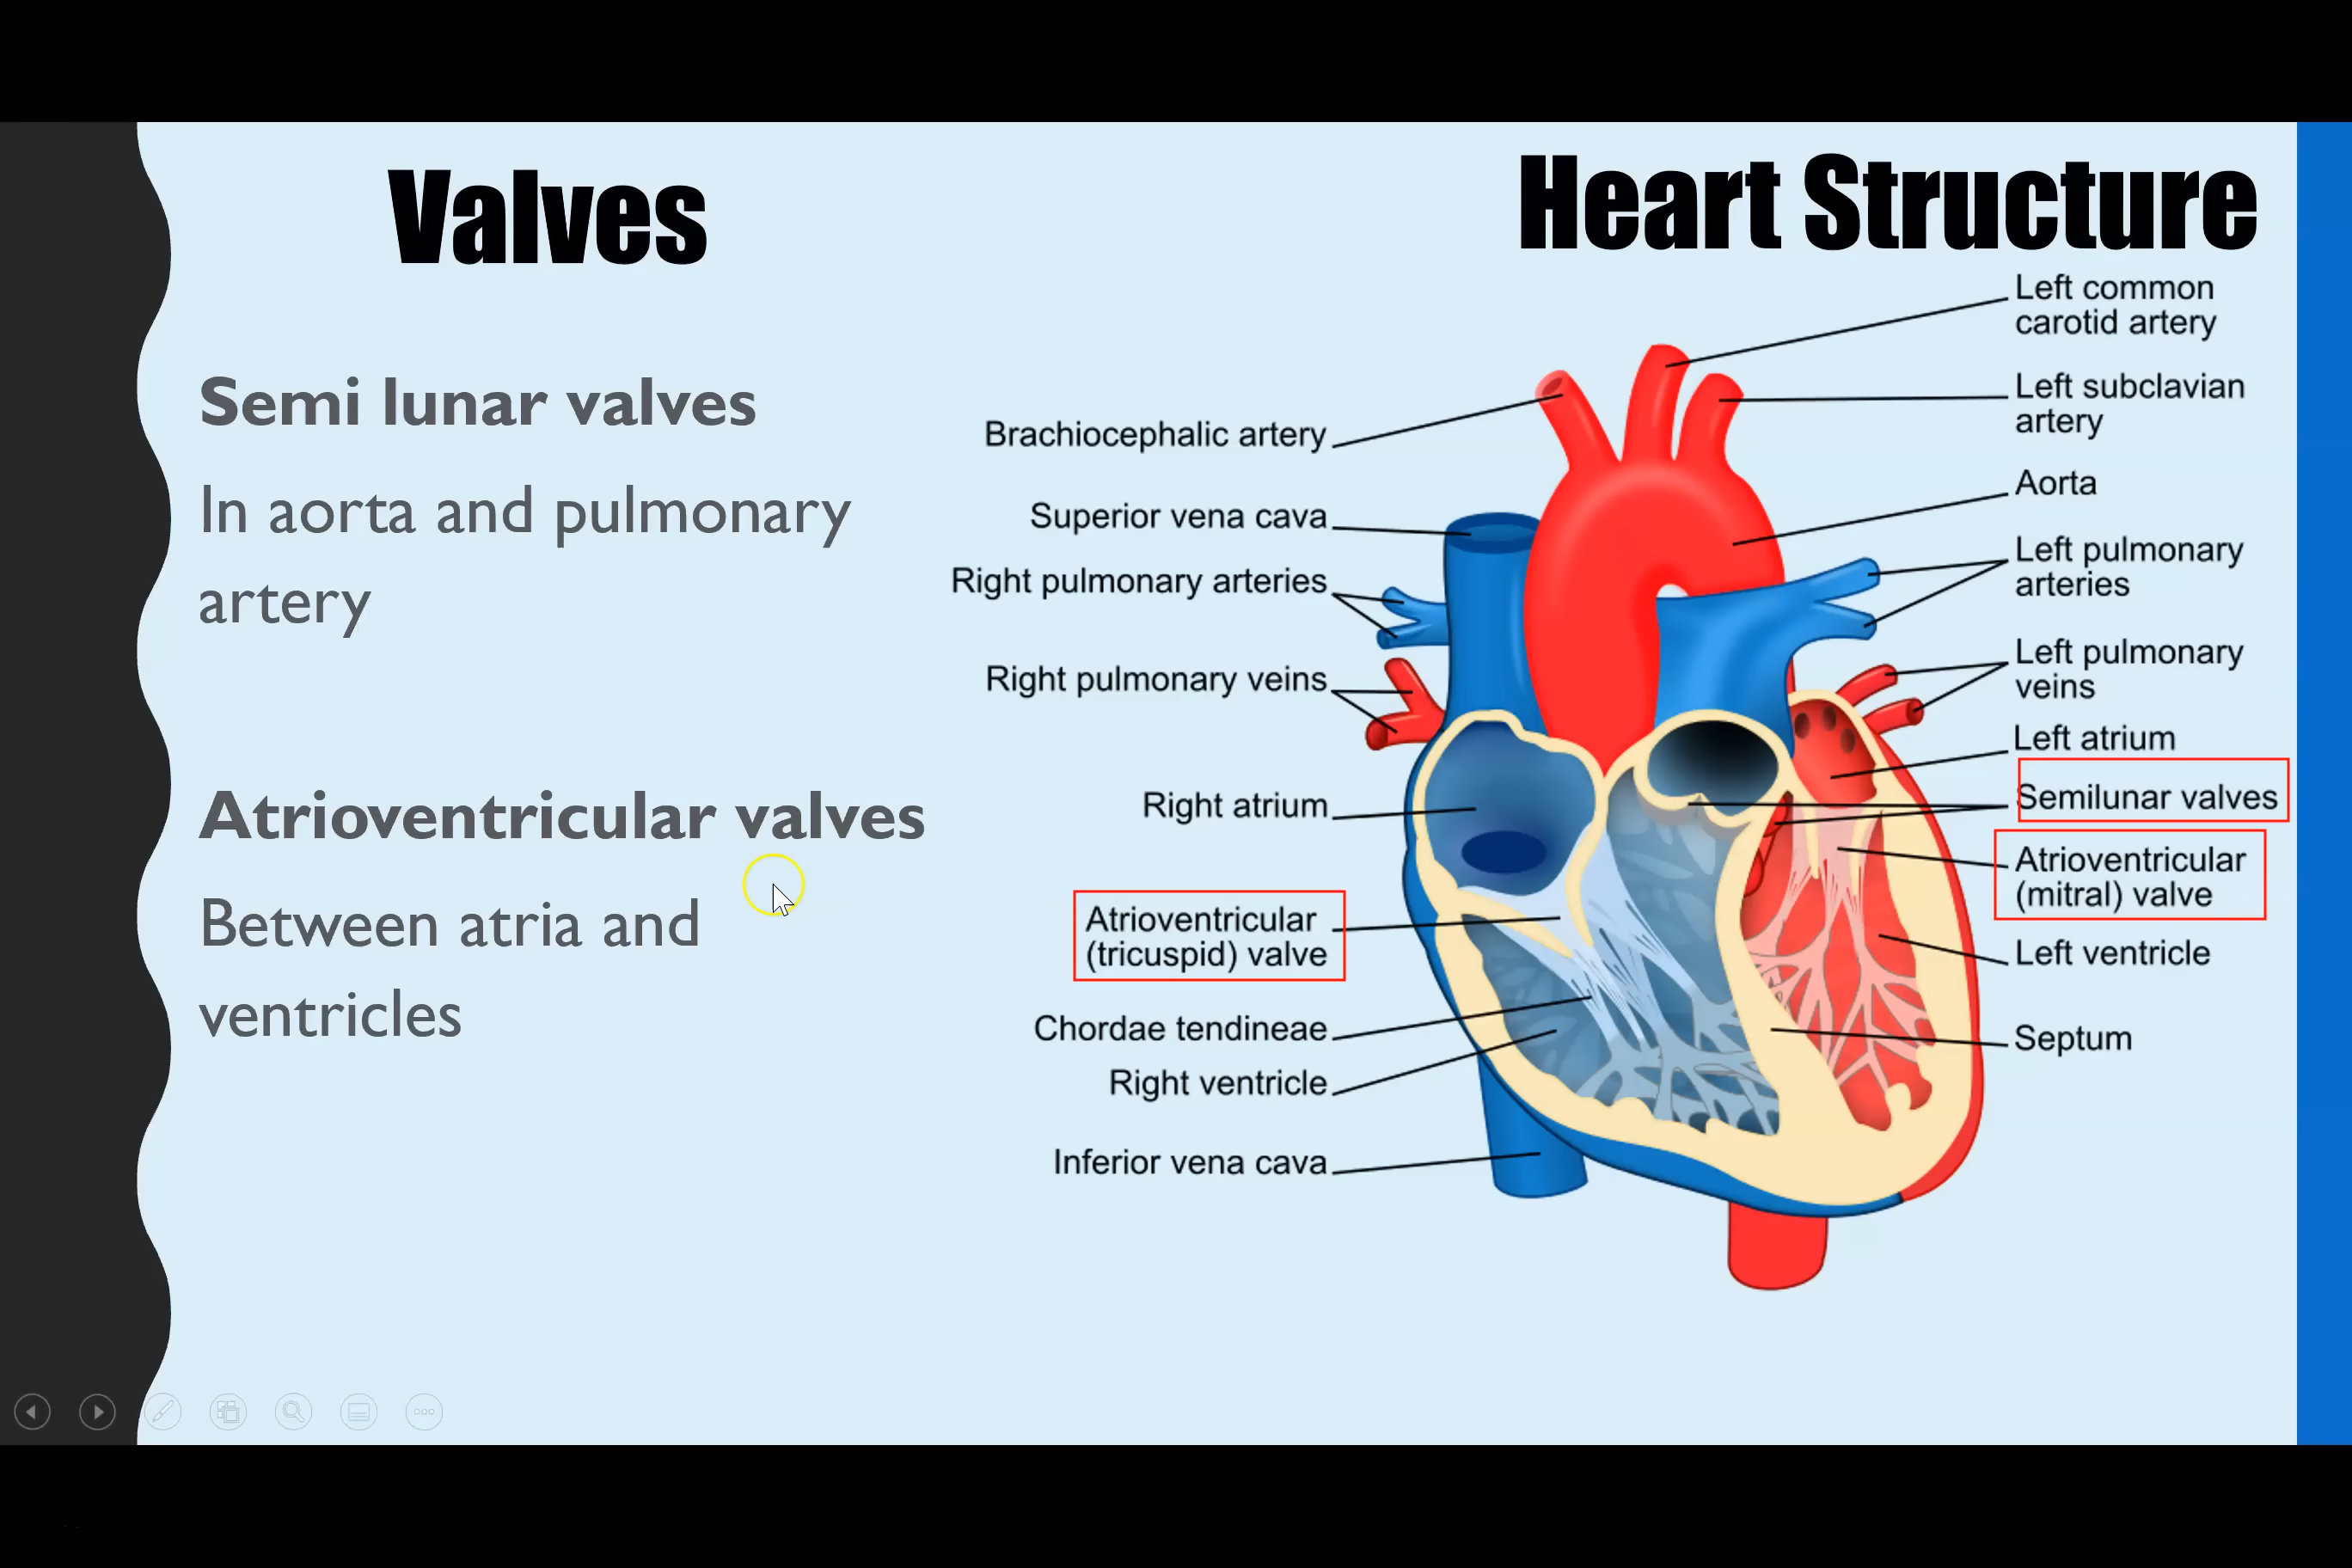 Valves
Semi lunar valves
In aorta and pulmonary
artery
Atrioventricular valves
Between atria and
ventricles
Heart Structure
Brachiocephalic artery
Superior vena cava
Right pulmonary arteries
Right pulmonary veins
Right atrium
Atrioventricular
(tricuspid) valve
Chordae tendineae
Right ventricle
Inferior vena cava
Left common
carotid artery
Left subclavian
artery
Aorta
Left pulmonary
arteries
Left pulmonary
veins
Left atrium
Semilunar valves
Atrioventricular
(mitral) valve
Left ventricle
Septum